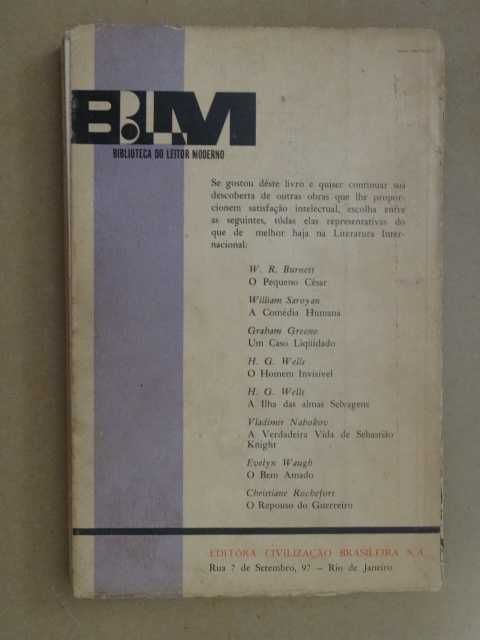 BLM
BIBLIOTECA DO LEITOR MODERNO
Se gostou dêste livro e quiser continuar sua
descoberta de outras obras que lhe propor-
cionem satisfação intelectual, escolha entre
as seguintes, tôdas elas representativas do
que de melhor haja na Literatura Inter-
nacional:
W. R. Burnett
O Pequeno César
William Saroyan
A Comédia Humana
Graham Greene
Um Caso Liqüidado
H. G. Wells
O Homem Invisível
H. G. Wells
A Ilha das almas Selvagens
Vladimir Nabokov
A Verdadeira Vida de Sebastião
Knight
Evelyn Waugh
O Bem Amado
Christiane Rochefort
O Repouso do Guerreiro
EDITÔRA CIVILIZAÇÃO BRASILEIRA S.A.
Rua 7 de Setembro, 97 — Rio de Janeiro